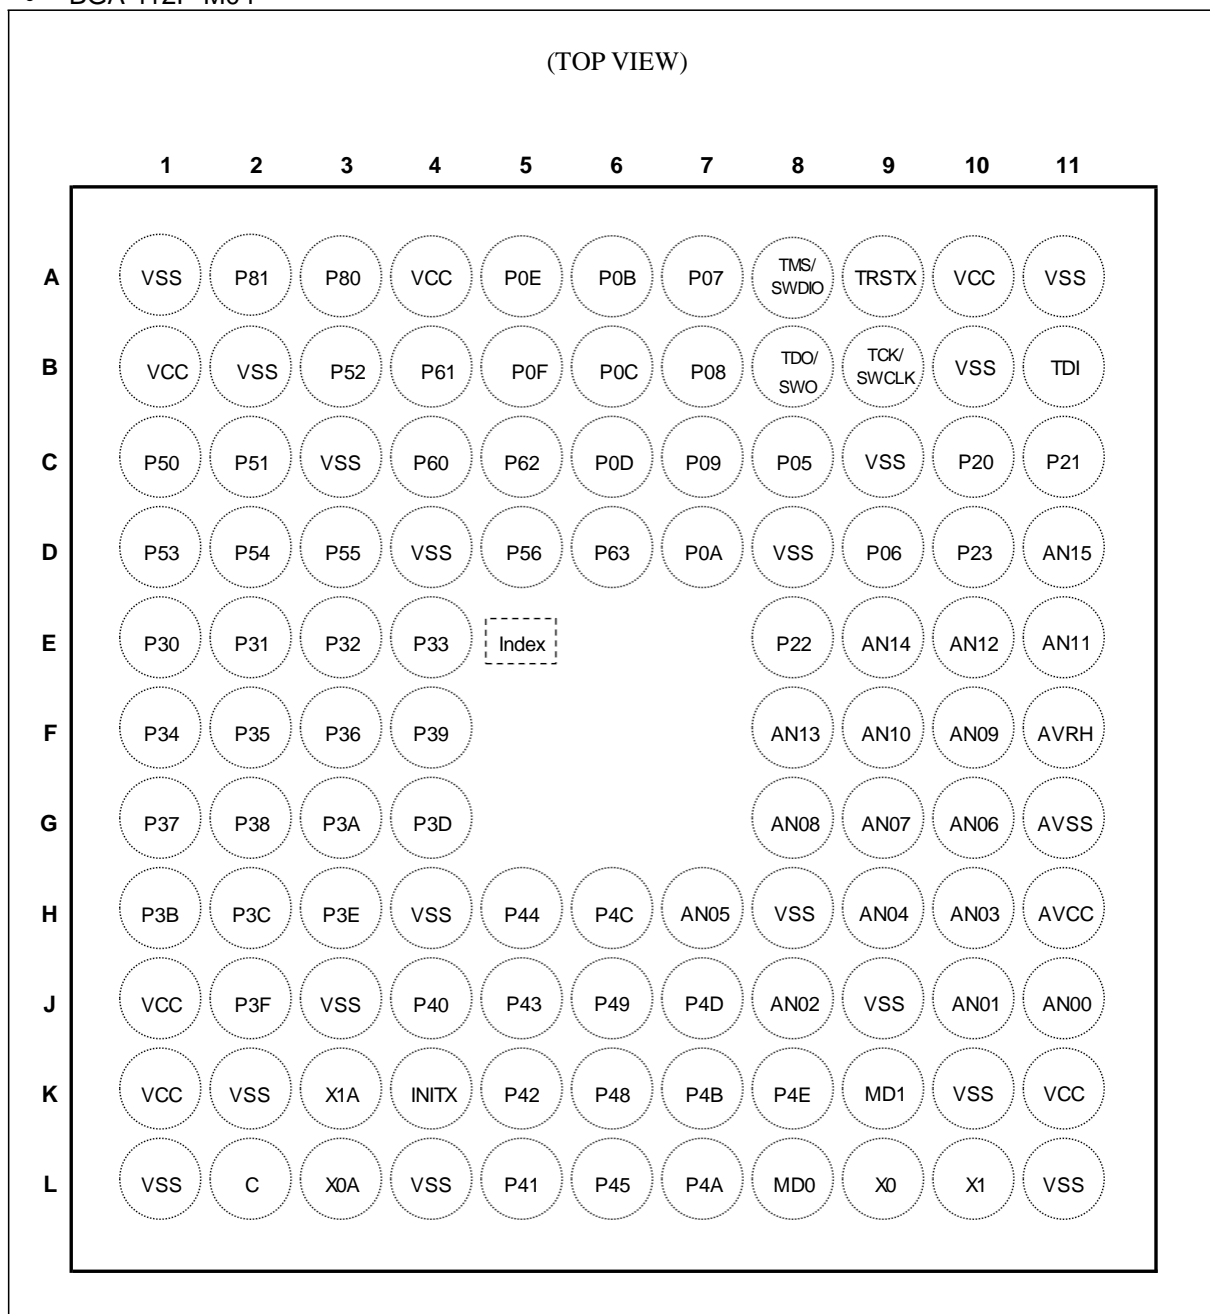 (TOP VIEW)
1 2 3 4 5 6 7 8 9 10 11
A VSS P81 P80 VCC P0E P0B P07 TMS/ SWDIO TRSTX VCC VSS
B VCC VSS P52 P61 P0F P0C P08 TDO/ SWO TCK/ SWCLK VSS TDI
C P50 P51 VSS P60 P62 P0D P09 P05 VSS P20 P21
D P53 P54 P55 VSS P56 P63 P0A VSS P06 P23 AN15
E P30 P31 P32 P33 Index P22 AN14 AN12 AN11
F P34 P35 P36 P39 AN13 AN10 AN09 AVRH
G P37 P38 P3A P3D AN08 AN07 AN06 AVSS
H P3B P3C P3E VSS P44 P4C AN05 VSS AN04 AN03 AVCC
J VCC P3F VSS P40 P43 P49 P4D AN02 VSS AN01 AN00
K VCC VSS X1A INITX P42 P48 P4B P4E MD1 VSS VCC
L VSS C X0A VSS P41 P45 P4A MD0 X0 X1 VSS